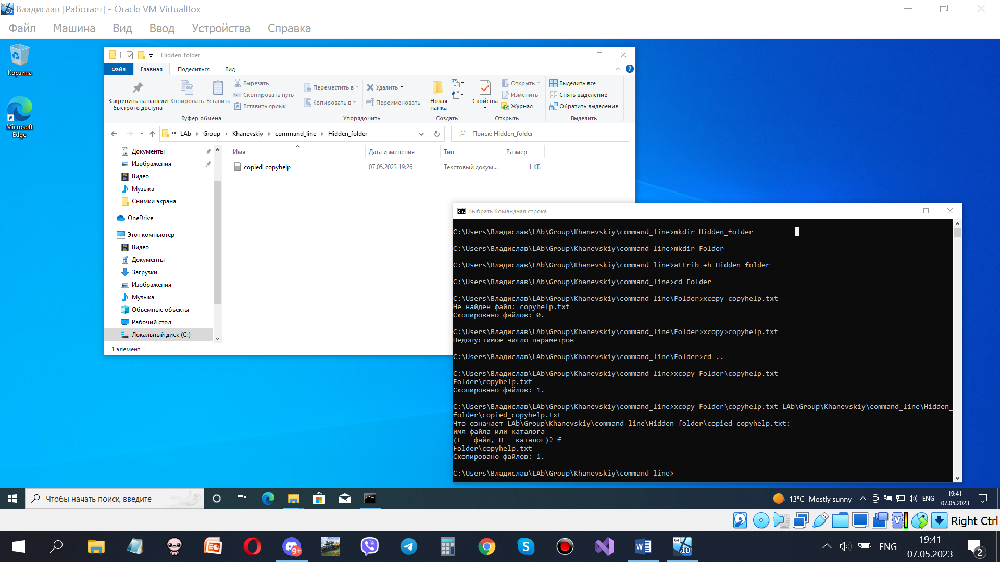 Владислав [Работает] - Oracle VM VirtualBox
Файл Машина Вид Ввод Устройства Справка
Корзина
Microsoft Edge
Hidden_folder
Файл Главная Поделиться Вид
Закрепить на панели быстрого доступа
Копировать
Вставить
Вырезать
Скопировать путь
Вставить ярлык
Буфер обмена
Переместить в
Копировать в
Удалить
Переименовать
Упорядочить
Новая папка
Создать
Свойства
Открыть
Изменить
Журнал
Открыть
Выделить все
Снять выделение
Обратить выделение
Выделить
« LAb › Group › Khanevskiy › command_line › Hidden_folder
Поиск: Hidden_folder
Документы
Изображения
Видео
Музыка
Снимки экрана
OneDrive
Этот компьютер
Видео
Документы
Загрузки
Изображения
Музыка
Объемные объекты
Рабочий стол
Локальный диск (C:)
Имя Дата изменения Тип Размер
copied_copyhelp 07.05.2023 19:26 Текстовый докум... 1 КБ
1 элемент
Выбрать Командная строка
C:\Users\Владислав\LAb\Group\Khanevskiy\command_line>mkdir Hidden_folder
C:\Users\Владислав\LAb\Group\Khanevskiy\command_line>mkdir Folder
C:\Users\Владислав\LAb\Group\Khanevskiy\command_line>attrib +h Hidden_folder
C:\Users\Владислав\LAb\Group\Khanevskiy\command_line>cd Folder
C:\Users\Владислав\LAb\Group\Khanevskiy\command_line\Folder>xcopy copyhelp.txt
Не найден файл: copyhelp.txt
Скопировано файлов: 0.
C:\Users\Владислав\LAb\Group\Khanevskiy\command_line\Folder>xcopy>copyhelp.txt
Недопустимое число параметров
C:\Users\Владислав\LAb\Group\Khanevskiy\command_line\Folder>cd ..
C:\Users\Владислав\LAb\Group\Khanevskiy\command_line>xcopy Folder\copyhelp.txt
Folder\copyhelp.txt
Скопировано файлов: 1.
C:\Users\Владислав\LAb\Group\Khanevskiy\command_line>xcopy Folder\copyhelp.txt LAb\Group\Khanevskiy\command_line\Hidden_
folder\copied_copyhelp.txt
Что означает LAb\Group\Khanevskiy\command_line\Hidden_folder\copied_copyhelp.txt:
имя файла или каталога
(F = файл, D = каталог)? f
Folder\copyhelp.txt
Скопировано файлов: 1.
C:\Users\Владислав\LAb\Group\Khanevskiy\command_line>
Чтобы начать поиск, введите
13°C Mostly sunny
ENG
19:41
07.05.2023
Right Ctrl
9+
64
10
ENG
19:41
07.05.2023
2